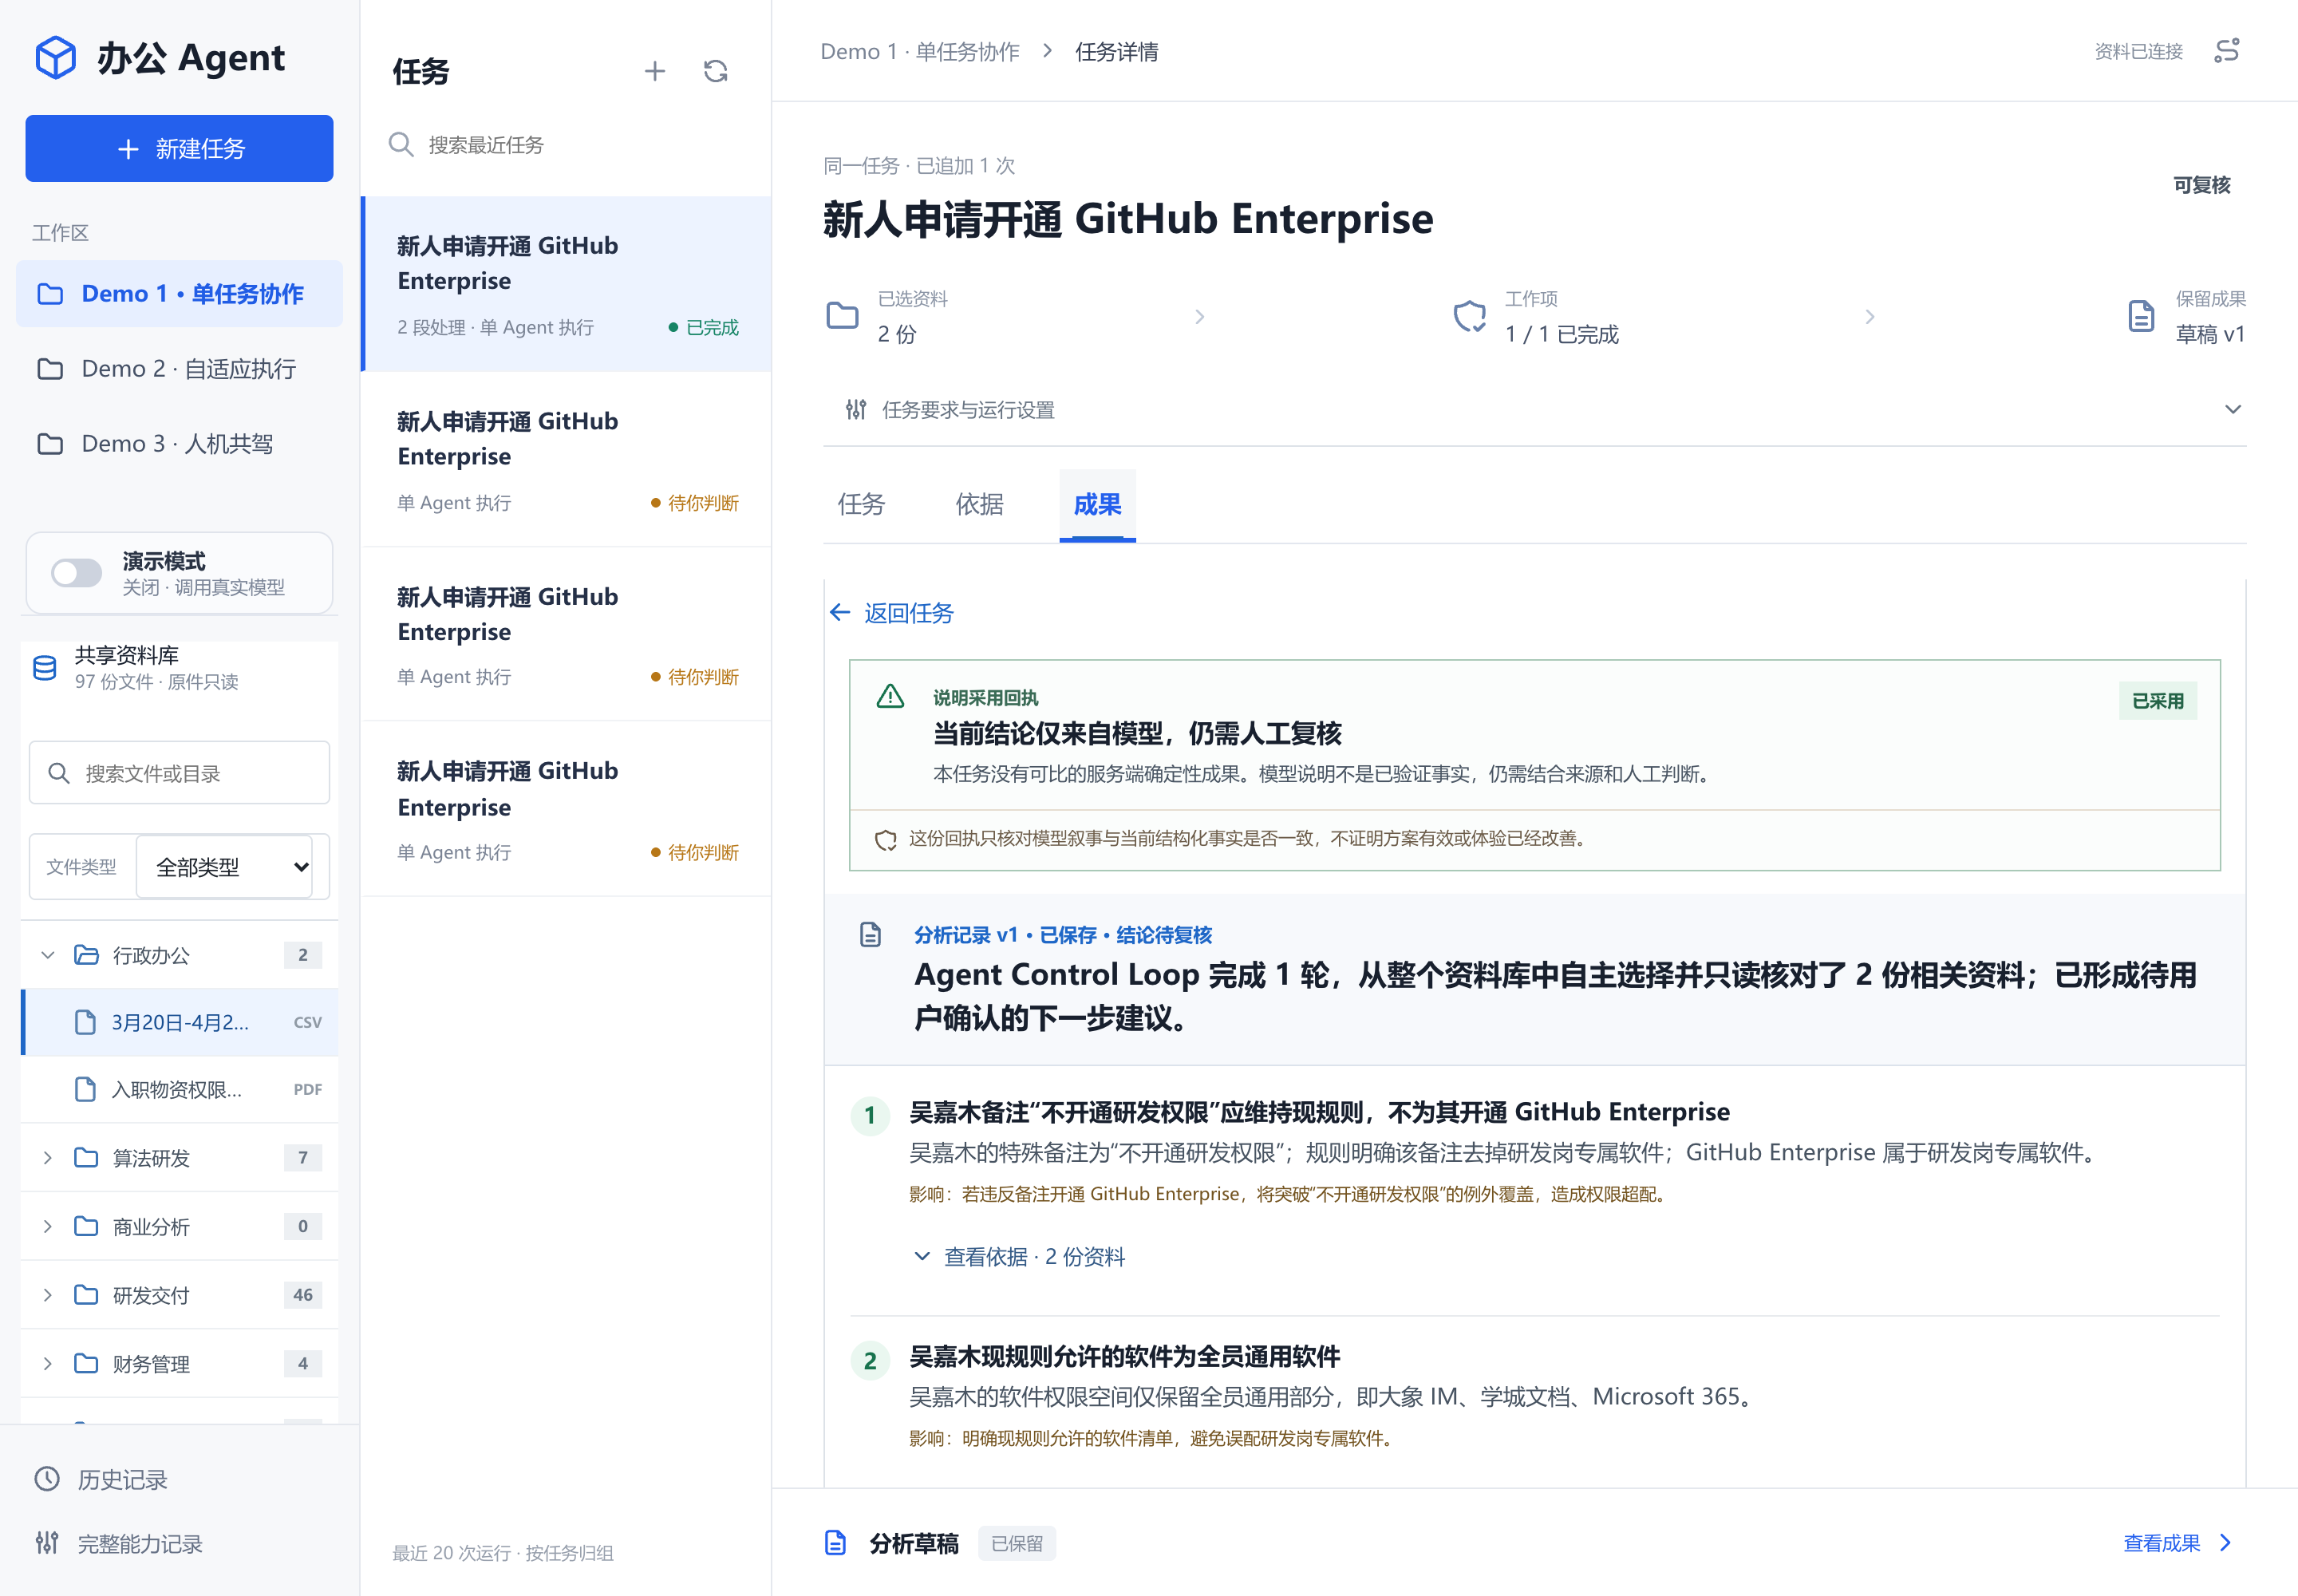 办公 Agent
新建任务
工作区
Demo 1 · 单任务协作
Demo 2 · 自适应执行
Demo 3 · 人机共驾
演示模式
关闭 · 调用真实模型
共享资料库
97 份文件 · 原件只读
搜索文件或目录
文件类型
全部类型
行政办公
2
3月20日-4月2...
CSV
入职物资权限...
PDF
算法研发
7
商业分析
0
研发交付
46
财务管理
4
历史记录
完整能力记录
任务
搜索最近任务
新人申请开通 GitHub
Enterprise
2 段处理 · 单 Agent 执行
已完成
新人申请开通 GitHub
Enterprise
单 Agent 执行
待你判断
新人申请开通 GitHub
Enterprise
单 Agent 执行
待你判断
新人申请开通 GitHub
Enterprise
单 Agent 执行
待你判断
最近 20 次运行 · 按任务归组
Demo 1 · 单任务协作
任务详情
资料已连接
同一任务 · 已追加 1 次
可复核
新人申请开通 GitHub Enterprise
已选资料
2 份
工作项
1 / 1 已完成
保留成果
草稿 v1
任务要求与运行设置
任务
依据
成果
返回任务
说明采用回执
已采用
当前结论仅来自模型，仍需人工复核
本任务没有可比的服务端确定性成果。模型说明不是已验证事实，仍需结合来源和人工判断。
这份回执只核对模型叙事与当前结构化事实是否一致，不证明方案有效或体验已经改善。
分析记录 v1 · 已保存 · 结论待复核
Agent Control Loop 完成 1 轮，从整个资料库中自主选择并只读核对了 2 份相关资料；已形成待用
户确认的下一步建议。
1
吴嘉木备注“不开通研发权限”应维持现规则，不为其开通 GitHub Enterprise
吴嘉木的特殊备注为“不开通研发权限”；规则明确该备注去掉研发岗专属软件；GitHub Enterprise 属于研发岗专属软件。
影响：若违反备注开通 GitHub Enterprise，将突破“不开通研发权限”的例外覆盖，造成权限超配。
查看依据 · 2 份资料
2
吴嘉木现规则允许的软件为全员通用软件
吴嘉木的软件权限空间仅保留全员通用部分，即大象 IM、学城文档、Microsoft 365。
影响：明确现规则允许的软件清单，避免误配研发岗专属软件。
分析草稿
已保留
查看成果